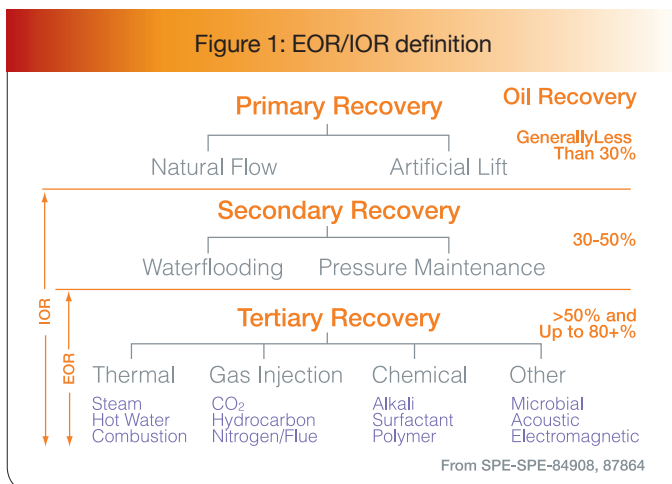 Figure 1: EOR/IOR definition
Oil Recovery
Primary Recovery
GenerallyLess
Than 30%
Natural Flow
Artificial Lift
Secondary Recovery
30-50%
Waterflooding
Pressure Maintenance
IOR
EOR
Tertiary Recovery
>50% and
Up to 80+%
Thermal
Steam
Hot Water
Combustion
Gas Injection
CO₂
Hydrocarbon
Nitrogen/Flue
Chemical
Alkali
Surfactant
Polymer
Other
Microbial
Acoustic
Electromagnetic
From SPE-SPE-84908, 87864